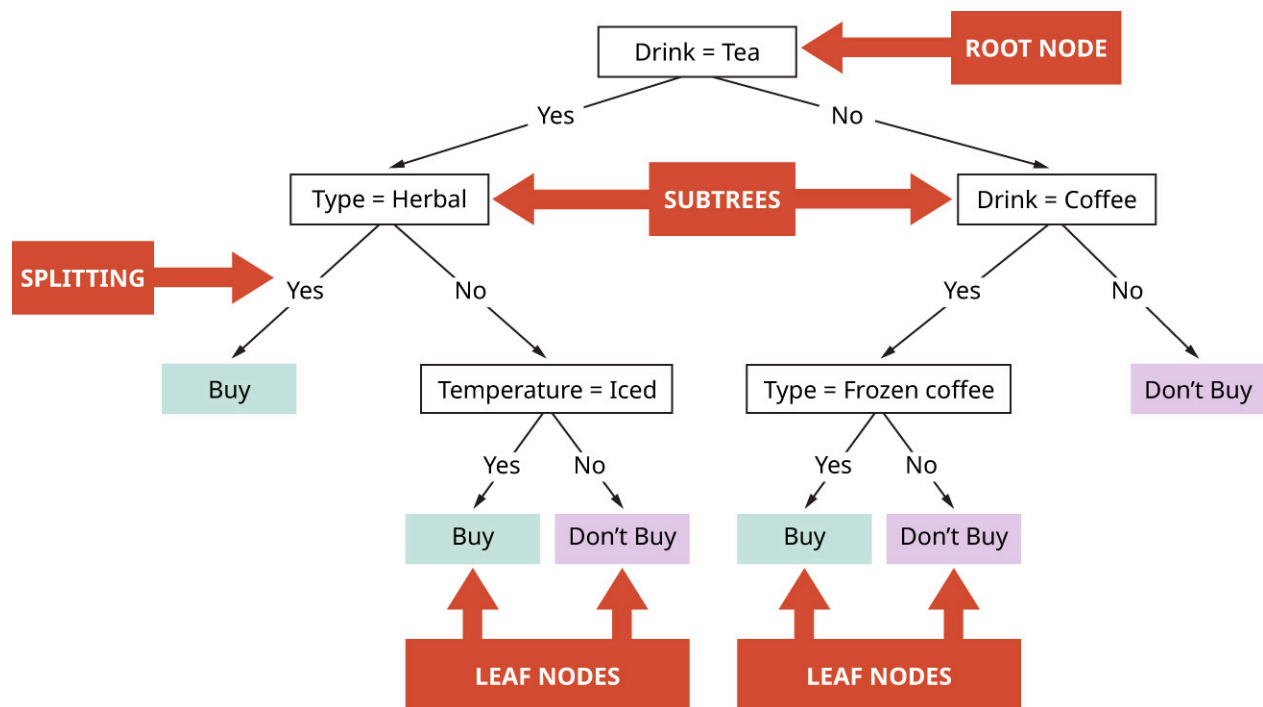 Drink = Tea
ROOT NODE
Yes
No
Type = Herbal
SUBTREES
Drink = Coffee
SPLITTING
Yes
No
Yes
No
Buy
Temperature = Iced
Type = Frozen coffee
Don’t Buy
Yes
No
Yes
No
Buy
Don’t Buy
Buy
Don’t Buy
LEAF NODES
LEAF NODES